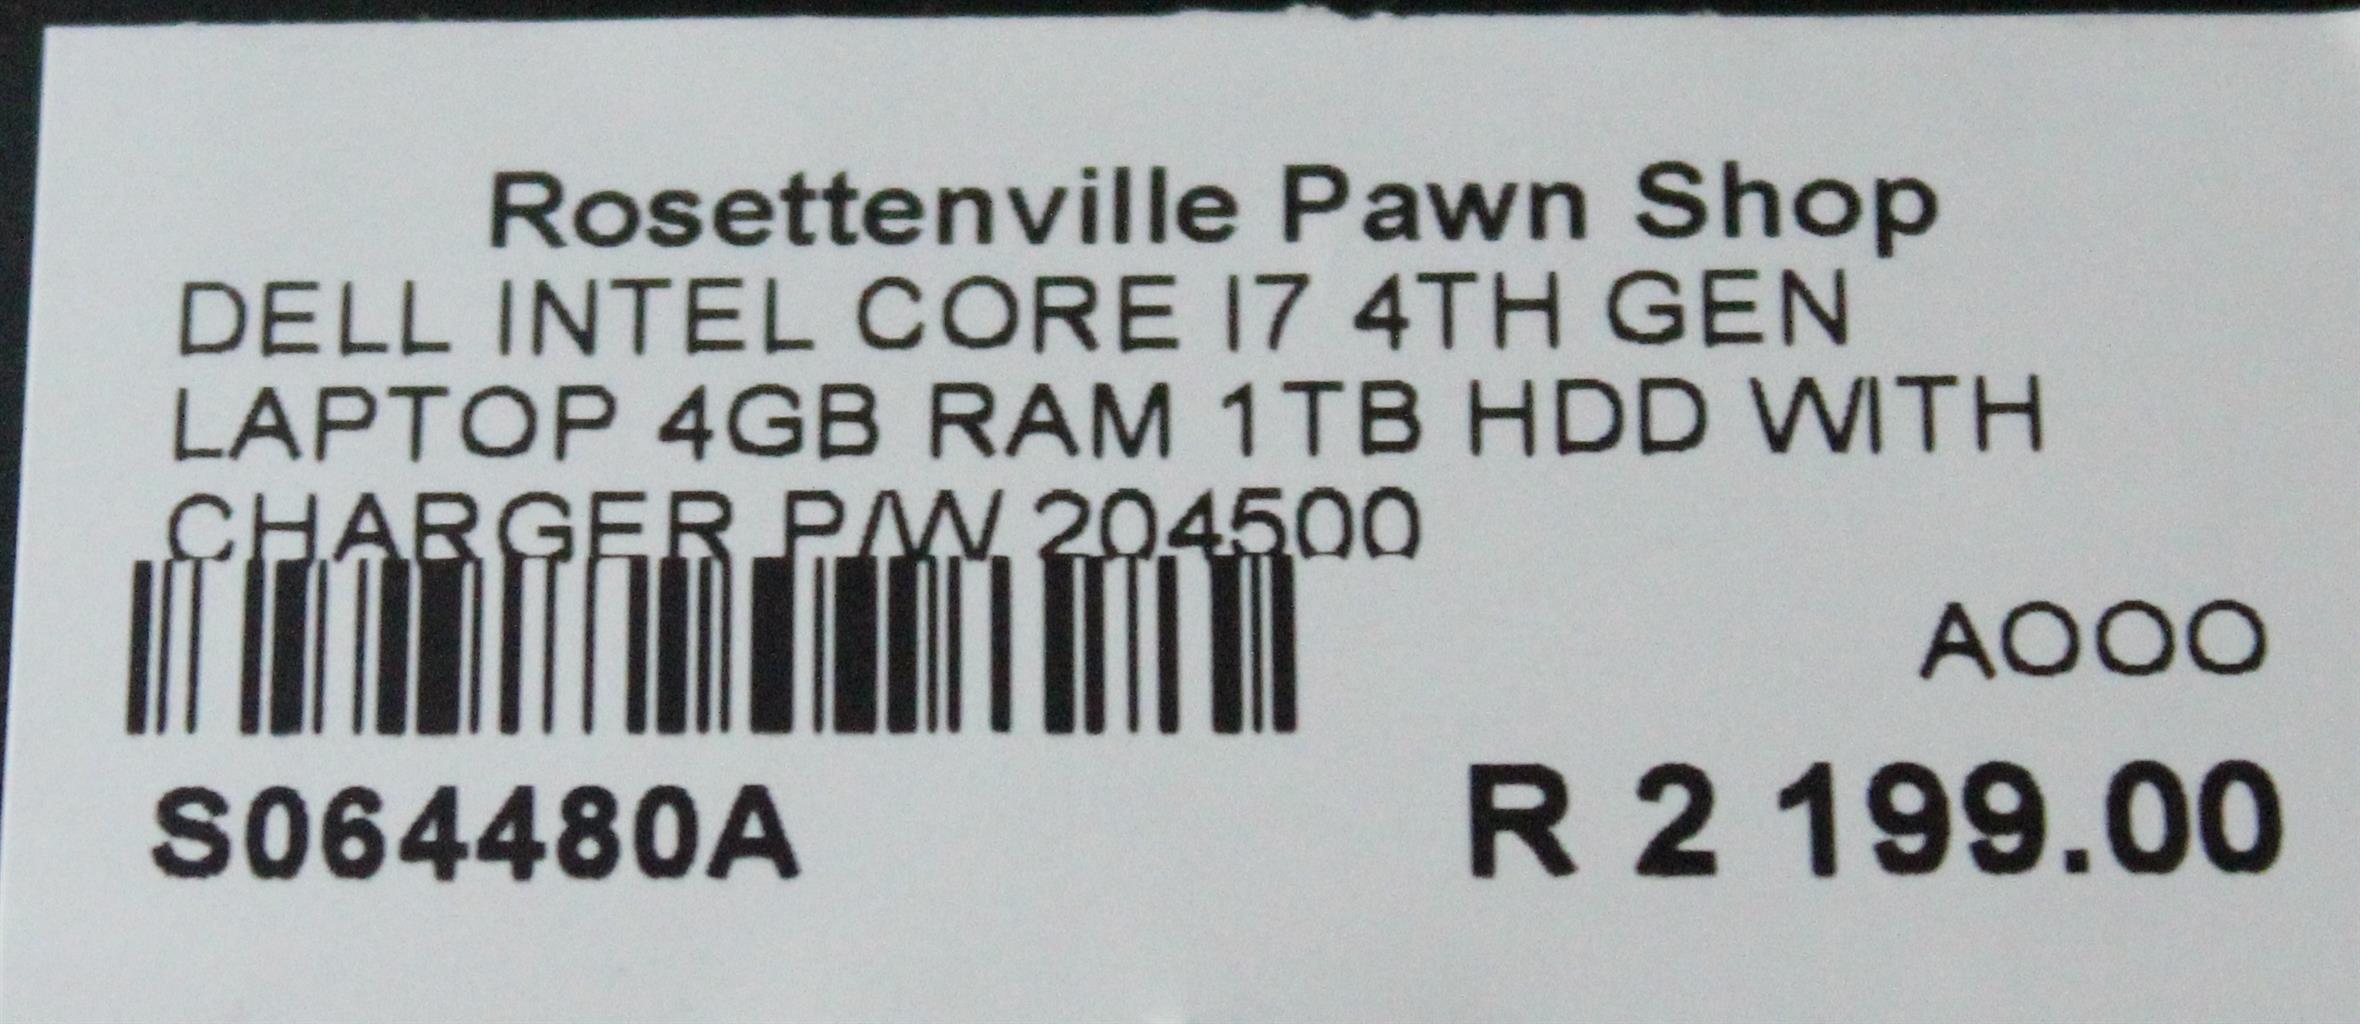 Rosettenville Pawn Shop
DELL INTEL CORE I7 4TH GEN
LAPTOP 4GB RAM 1TB HDD WITH
CHARGER P/W 204500
AOOO
S064480A
R 2 199.00